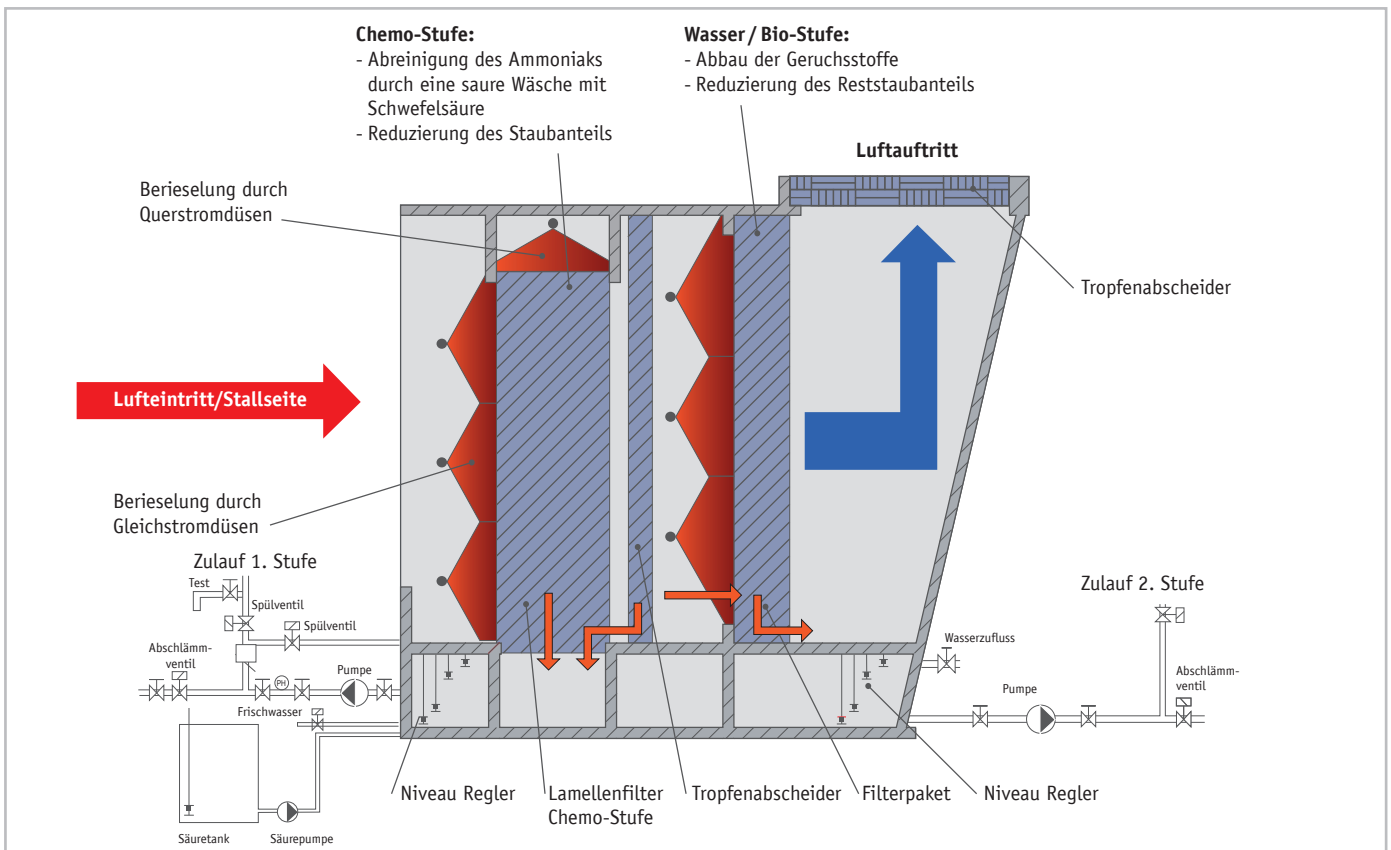 Chemo-Stufe:
- Abreinigung des Ammoniaks
durch eine saure Wäsche mit
Schwefelsäure
- Reduzierung des Staubanteils
Wasser / Bio-Stufe:
- Abbau der Geruchsstoffe
- Reduzierung des Reststaubanteils
Luftauftritt
Berieselung durch
Querstromdüsen
Tropfenabscheider
Lufteintritt/Stallseite
Berieselung durch
Gleichstromdüsen
Zulauf 1. Stufe
Test
Spülventil
Spülventil
Abschlämm-
ventil
Pumpe
PH
Frischwasser
Säuretank
Säurepumpe
Zulauf 2. Stufe
Wasserzufluss
Pumpe
Abschlämm-
ventil
Niveau Regler
Lamellenfilter
Chemo-Stufe
Tropfenabscheider
Filterpaket
Niveau Regler